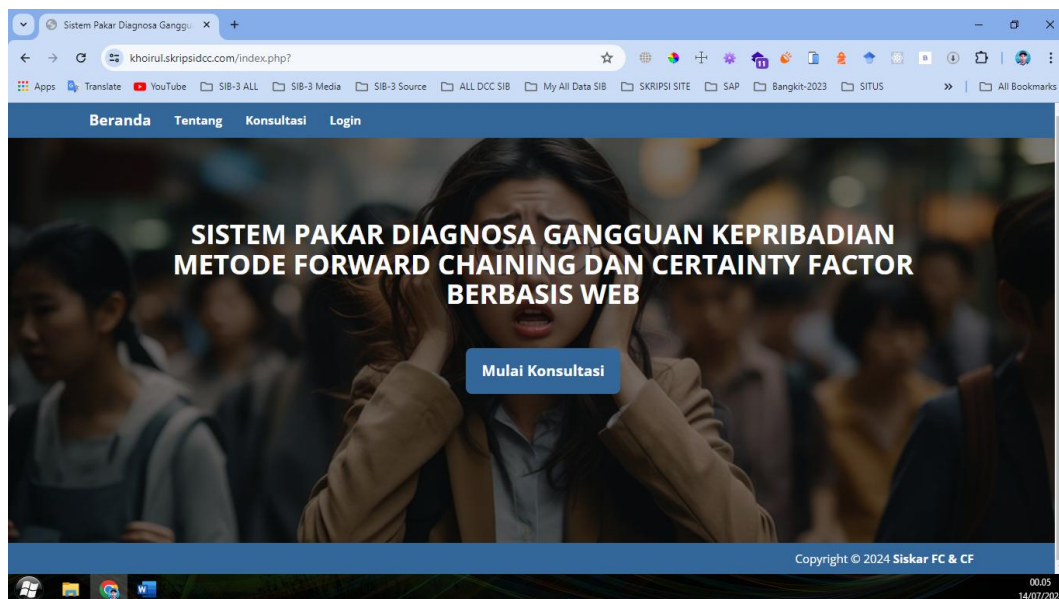 Sistem Pakar Diagnosa Ganggu
khoirul.skripsidcc.com/index.php?
11
Apps Translate YouTube SIB-3 ALL SIB-3 Media SIB-3 Source ALL DCC SIB My All Data SIB SKRIPSI SITE SAP Bangkit-2023 SITUS » All Bookmarks
Beranda Tentang Konsultasi Login
SISTEM PAKAR DIAGNOSA GANGGUAN KEPRIBADIAN
METODE FORWARD CHAINING DAN CERTAINTY FACTOR
BERBASIS WEB
Mulai Konsultasi
Copyright © 2024 Siskar FC & CF
00.05
14/07/202